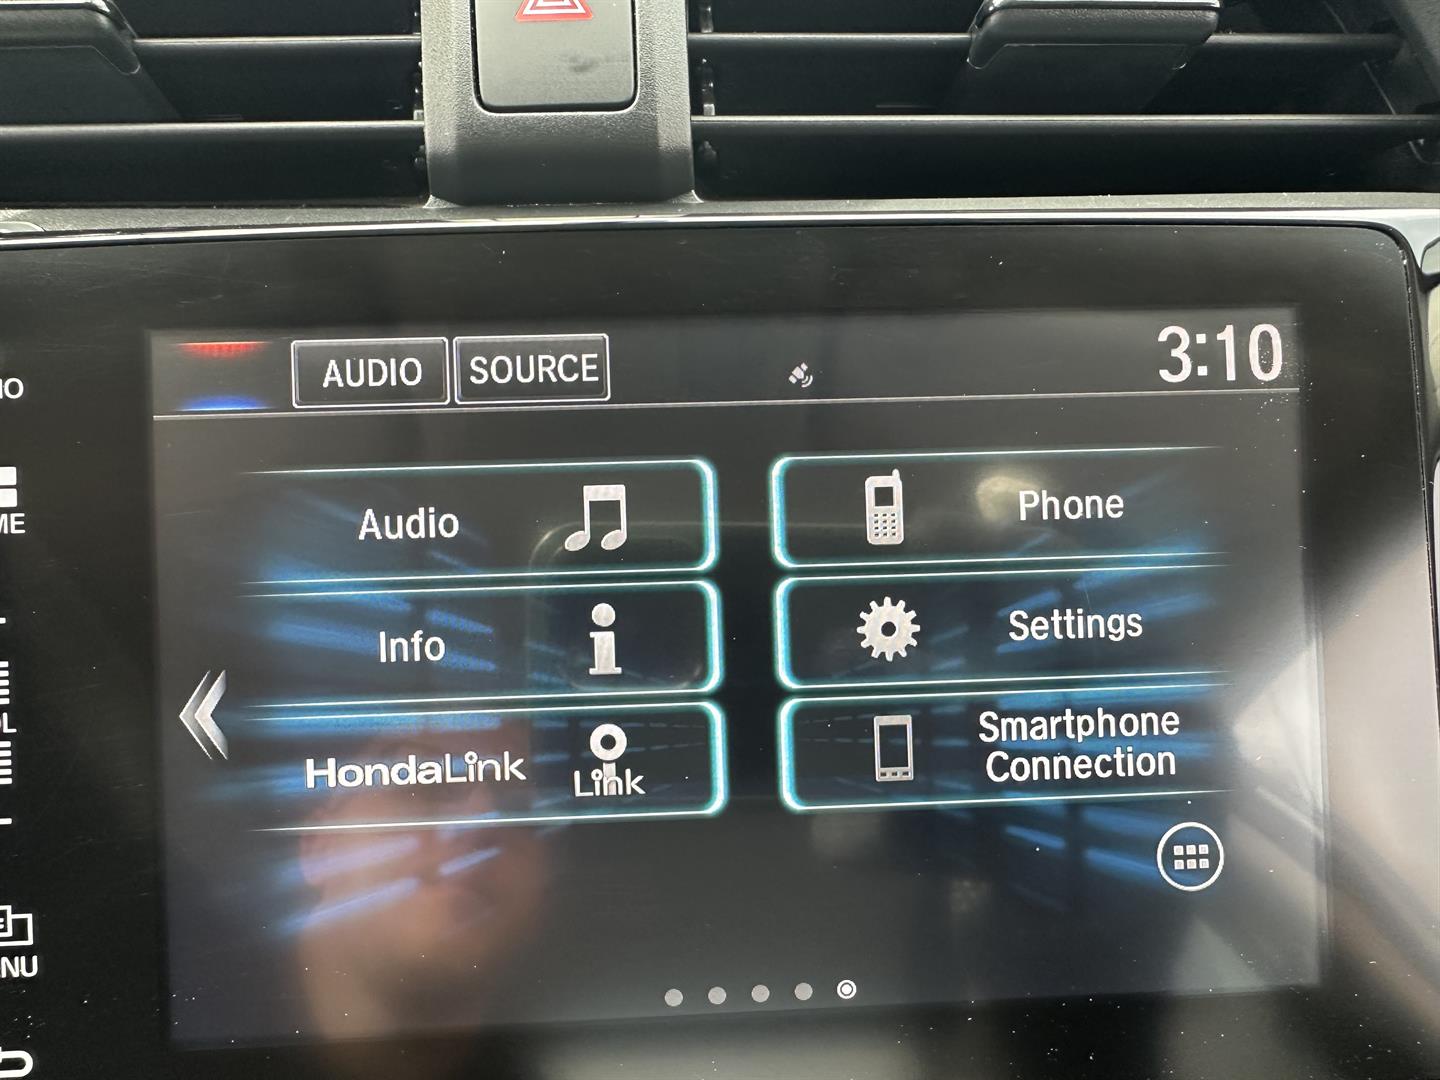 AUDIO
SOURCE
3:10
Audio
Phone
Info
Settings
HondaLink
Link
Smartphone
Connection